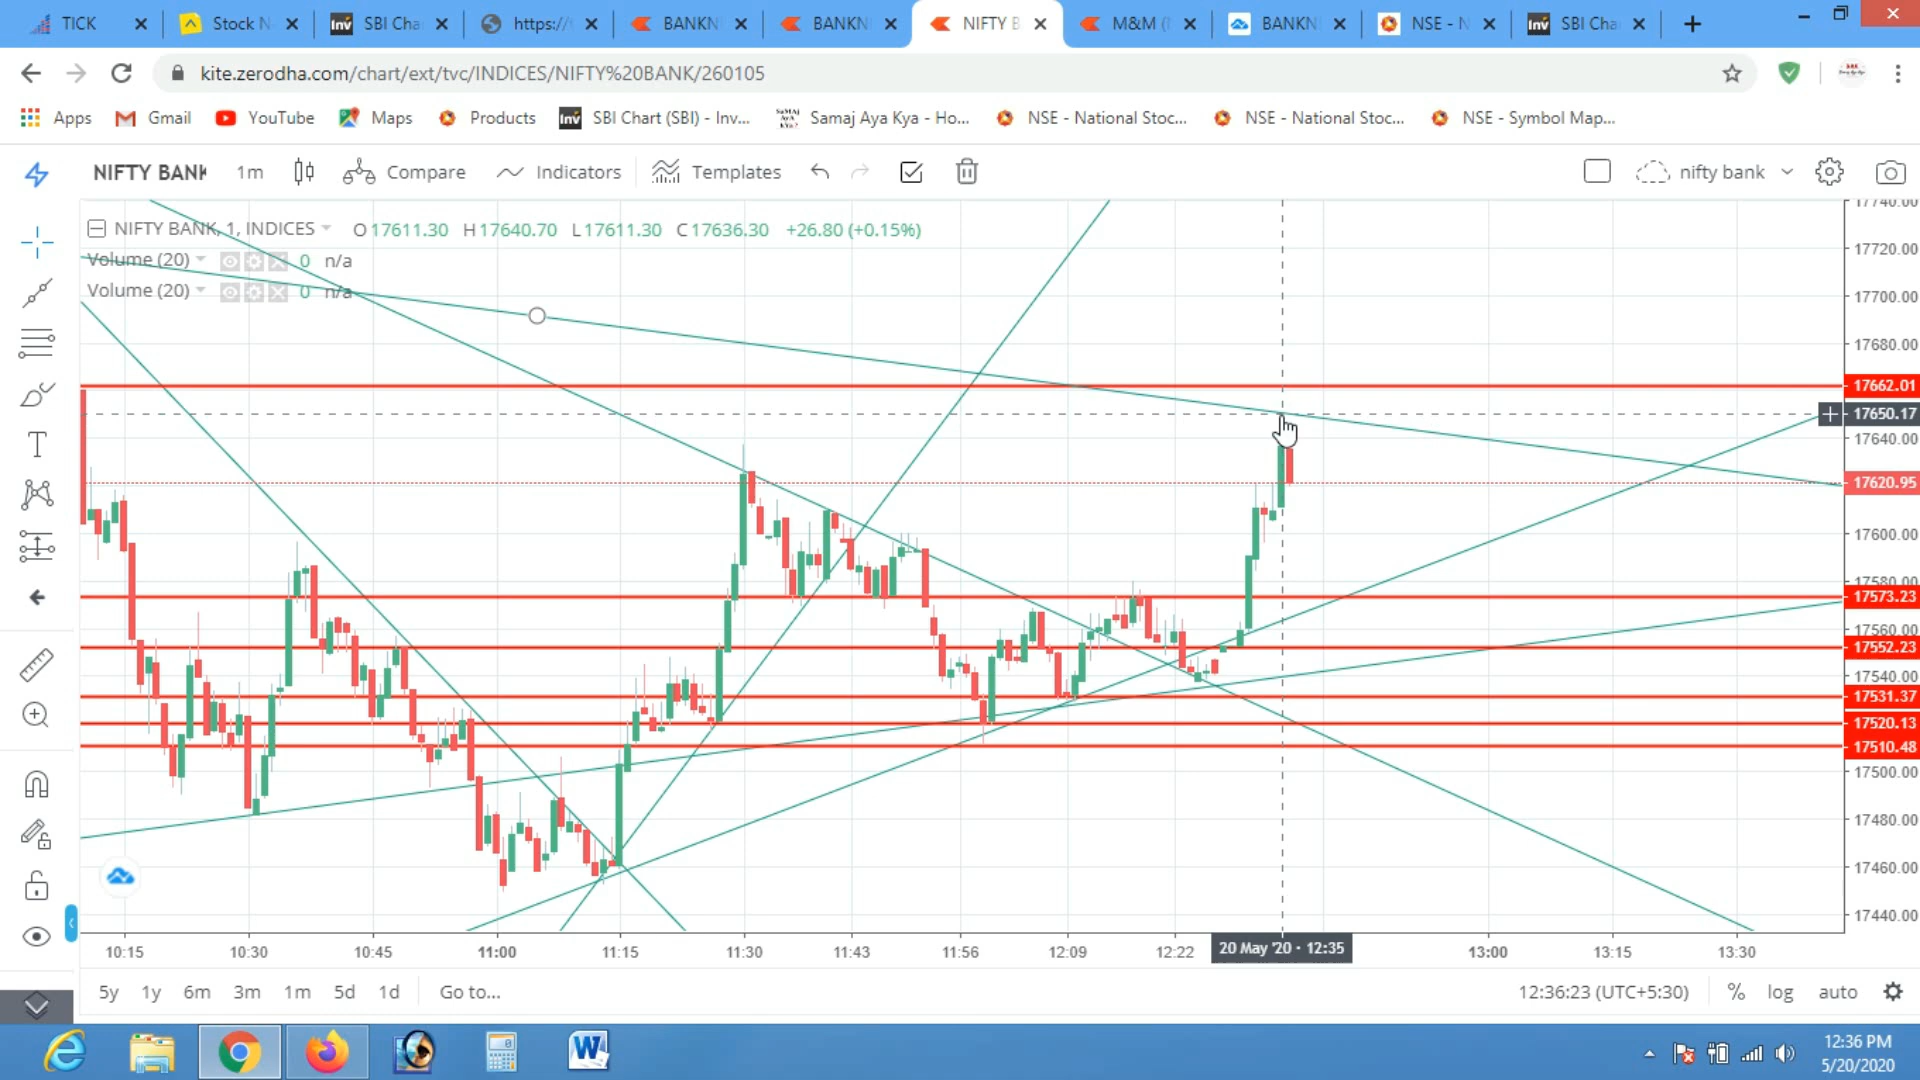 TICK
Stock N
SBI Cha
https://
BANKN
BANKN
NIFTY B
M&M (
BANKN
NSE - N
SBI Cha
kite.zerodha.com/chart/ext/tvc/INDICES/NIFTY%20BANK/260105
Apps
Gmail
YouTube
Maps
Products
SBI Chart (SBI) - Inv...
Samaj Aya Kya - Ho...
NSE - National Stoc...
NSE - National Stoc...
NSE - Symbol Map...
NIFTY BANK
1m
Compare
Indicators
Templates
nifty bank
NIFTY BANK, 1, INDICES O 17611.30 H 17640.70 L 17611.30 C 17636.30 +26.80 (+0.15%)
Volume (20) 0 n/a
Volume (20) 0 n/a
17740.00
17720.00
17700.00
17680.00
17662.01
17650.17
17640.00
17620.95
17600.00
17580.00
17573.23
17560.00
17552.23
17540.00
17531.37
17520.13
17510.48
17500.00
17480.00
17460.00
17440.00
10:15
10:30
10:45
11:00
11:15
11:30
11:43
11:56
12:09
12:22
20 May '20 · 12:35
13:00
13:15
13:30
5y 1y 6m 3m 1m 5d 1d Go to...
12:36:23 (UTC+5:30) % log auto
12:36 PM
5/20/2020